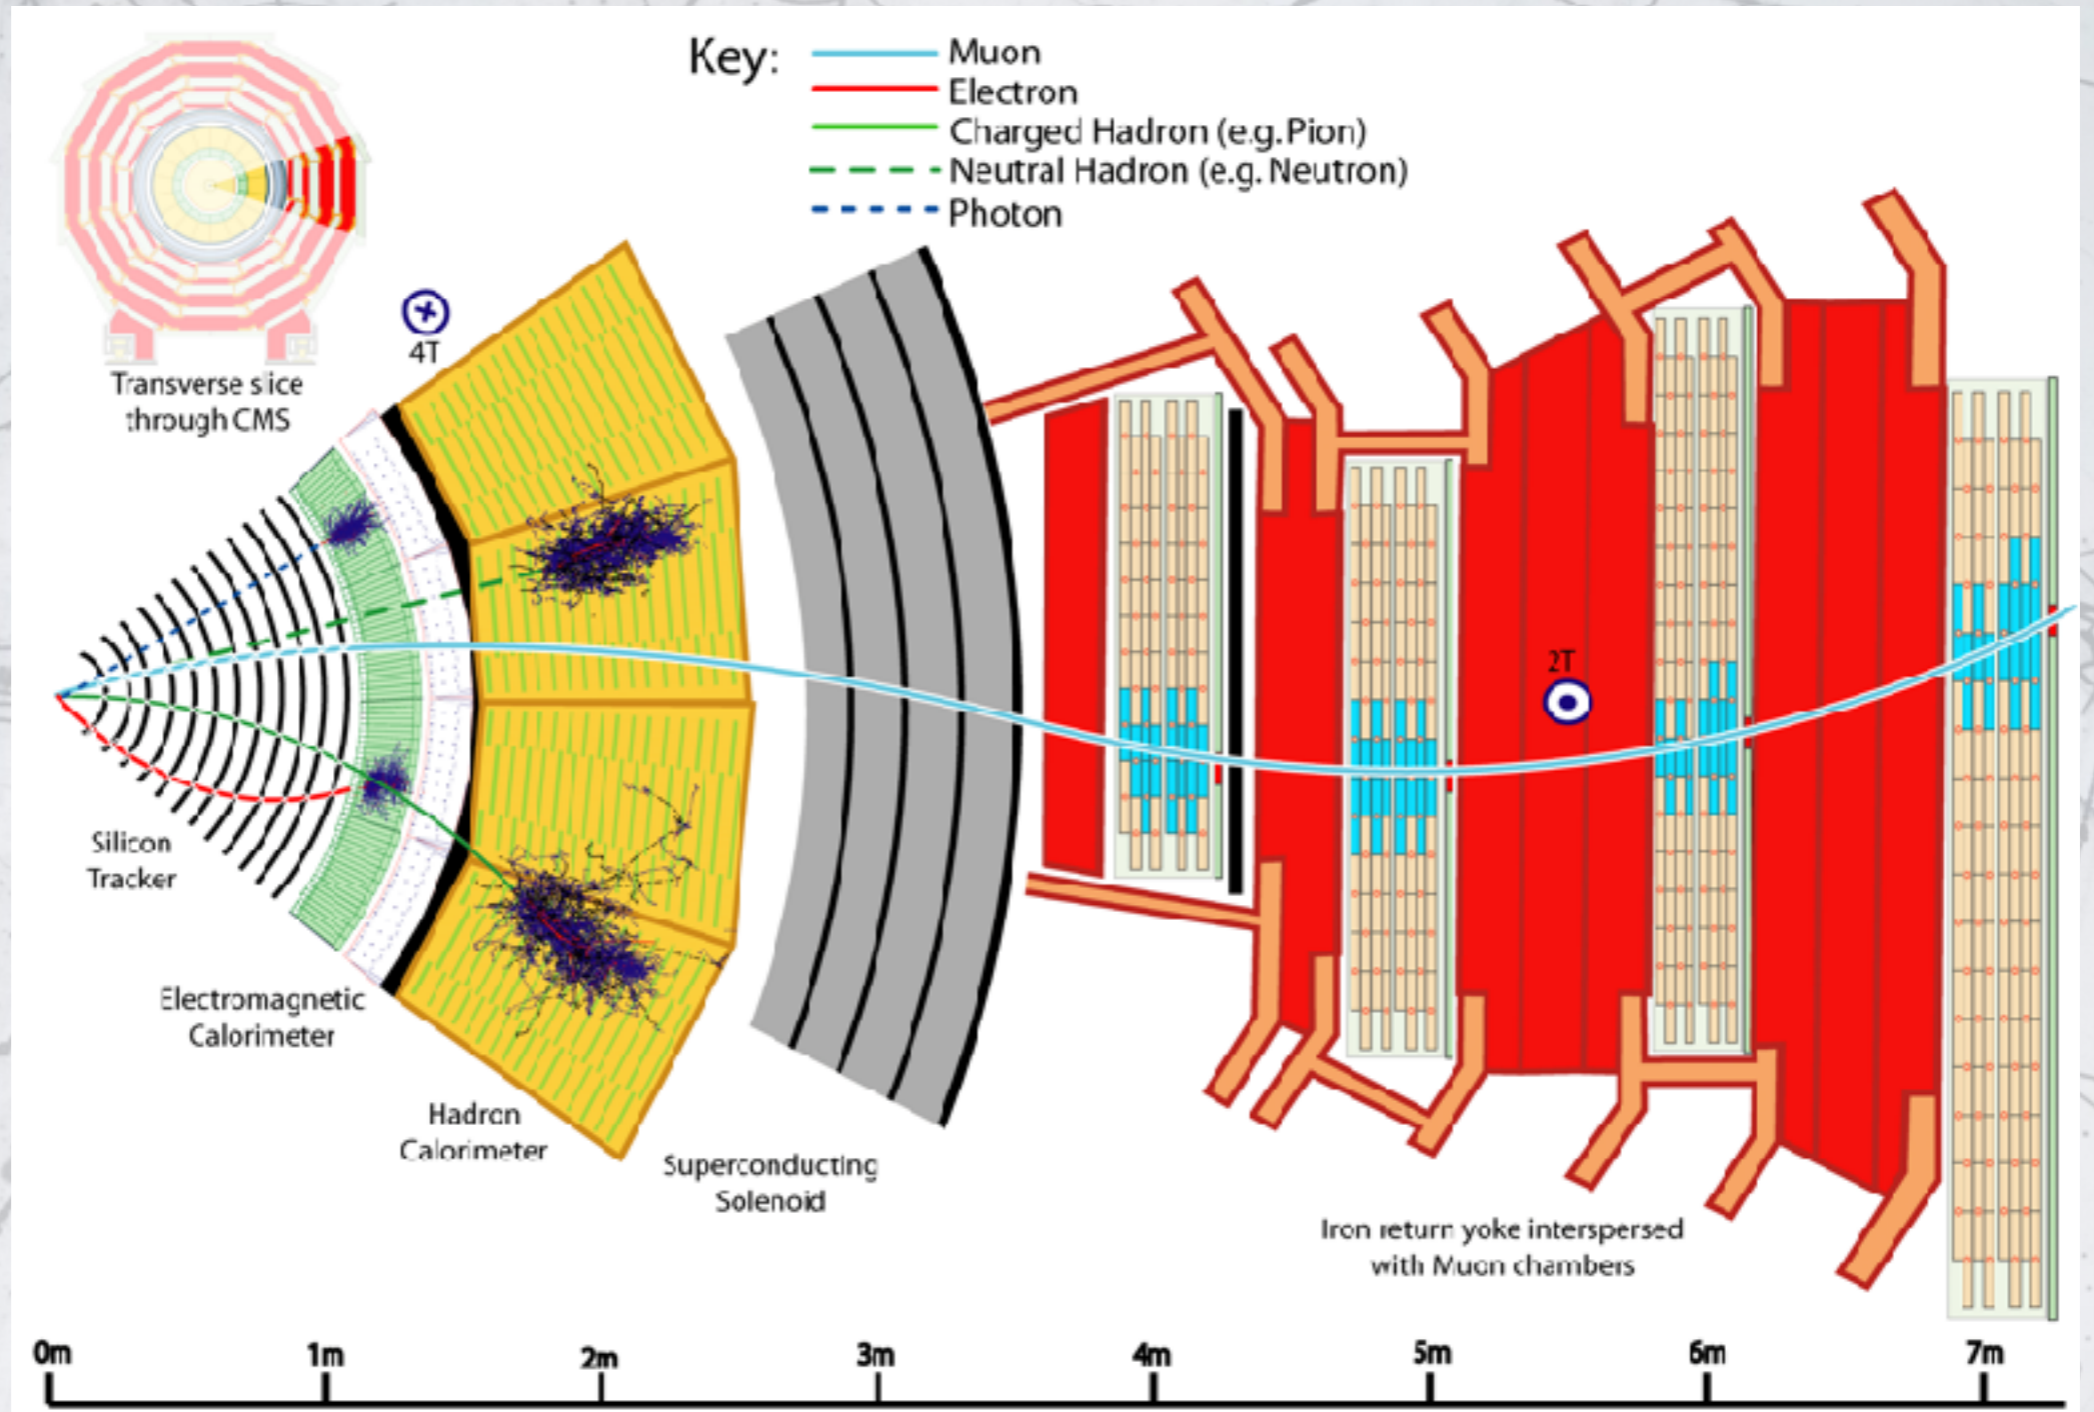 Key:
Muon
Electron
Charged Hadron (e.g. Pion)
Neutral Hadron (e.g. Neutron)
Photon
Transverse slice
through CMS
4T
2T
Silicon
Tracker
Electromagnetic
Calorimeter
Hadron
Calorimeter
Superconducting
Solenoid
Iron return yoke interspersed
with Muon chambers
0m 1m 2m 3m 4m 5m 6m 7m